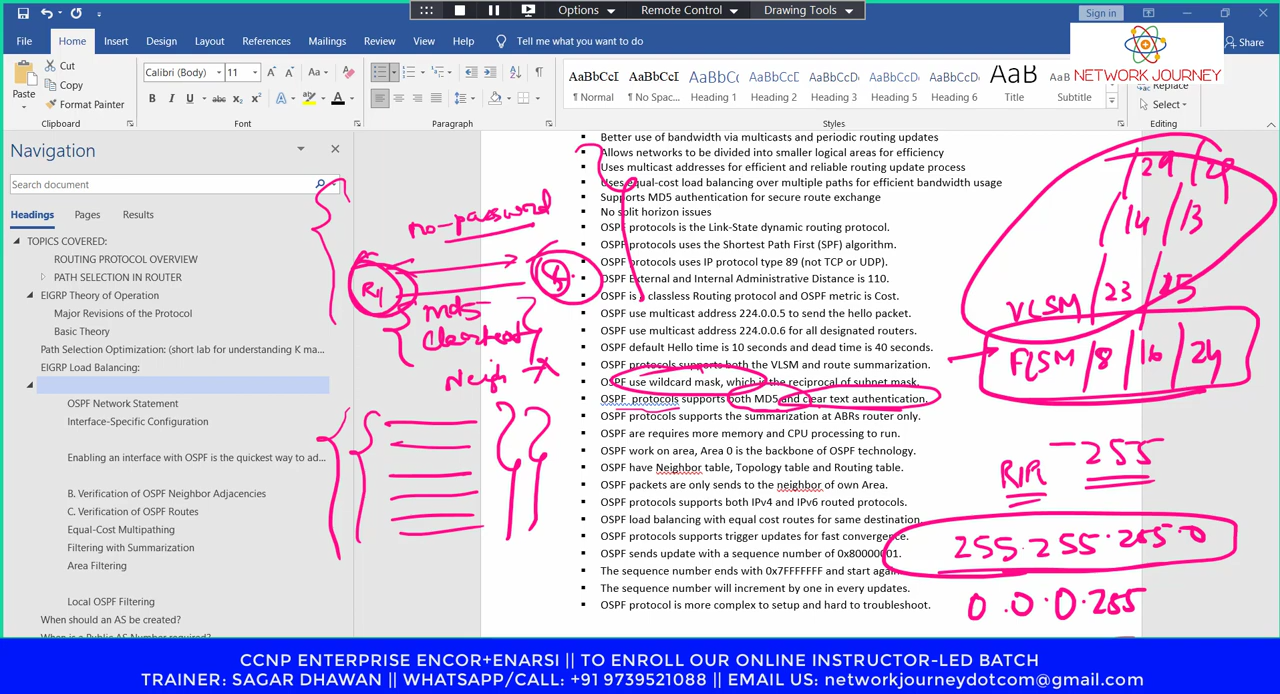 Options Remote Control Drawing Tools
Sign in
File Home Insert Design Layout References Mailings Review View Help Tell me what you want to do Share
NETWORK JOURNEY
Paste Cut Copy Format Painter
Calibri (Body) 11 Aa
B I U abc x₂ x² A A
AaBbCcDd AaBbCcDd AaBbCc AaBbCcD AaBbCcD AaBbCcD AaBbCcD AaB
¶ Normal ¶ No Spac... Heading 1 Heading 2 Heading 3 Heading 4 Heading 5 Heading 6 Title Subtitle
Replace
Select
Clipboard Font Paragraph Styles Editing
Navigation
Search document
Headings Pages Results
TOPICS COVERED:
ROUTING PROTOCOL OVERVIEW
PATH SELECTION IN ROUTER
EIGRP Theory of Operation
Major Revisions of the Protocol
Basic Theory
Path Selection Optimization: (short lab for understanding K ma...
EIGRP Load Balancing:
OSPF Network Statement
Interface-Specific Configuration
Enabling an interface with OSPF is the quickest way to ad...
B. Verification of OSPF Neighbor Adjacencies
C. Verification of OSPF Routes
Equal-Cost Multipathing
Filtering with Summarization
Area Filtering
Local OSPF Filtering
When should an AS be created?
When is a Public AS Number required?
Better use of bandwidth via multicasts and periodic routing updates
Allows networks to be divided into smaller logical areas for efficiency
Uses multicast addresses for efficient and reliable routing update process
Uses equal-cost load balancing over multiple paths for efficient bandwidth usage
Supports MD5 authentication for secure route exchange
No split horizon issues
OSPF protocols is the Link-State dynamic routing protocol.
OSPF protocols uses the Shortest Path First (SPF) algorithm.
OSPF protocols uses IP protocol type 89 (not TCP or UDP).
OSPF External and Internal Administrative Distance is 110.
OSPF is a classless Routing protocol and OSPF metric is Cost.
OSPF use multicast address 224.0.0.5 to send the hello packet.
OSPF use multicast address 224.0.0.6 for all designated routers.
OSPF default Hello time is 10 seconds and dead time is 40 seconds.
OSPF protocols supports both the VLSM and route summarization.
OSPF use wildcard mask, which is the reciprocal of subnet mask.
OSPF protocols supports both MD5 and clear text authentication.
OSPF protocols supports the summarization at ABRs router only.
OSPF are requires more memory and CPU processing to run.
OSPF work on area, Area 0 is the backbone of OSPF technology.
OSPF have Neighbor table, Topology table and Routing table.
OSPF packets are only sends to the neighbor of own Area.
OSPF protocols supports both IPv4 and IPv6 routed protocols.
OSPF load balancing with equal cost routes for same destination.
OSPF protocols supports trigger updates for fast convergence.
OSPF sends update with a sequence number of 0x80000001.
The sequence number ends with 0x7FFFFFFF and start again
The sequence number will increment by one in every updates.
OSPF protocol is more complex to setup and hard to troubleshoot.
no-password
R4
md5
Cleartext
Neigh
/29 /29
/14 /13
VLSM /23 /25
FLSM /8 /16 /24
-255
255.255.255.0
0.0.0.255
CCNP ENTERPRISE ENCOR+ENARSI || TO ENROLL OUR ONLINE INSTRUCTOR-LED BATCH
TRAINER: SAGAR DHAWAN || WHATSAPP/CALL: +91 9739521088 || EMAIL US: networkjourneydotcom@gmail.com